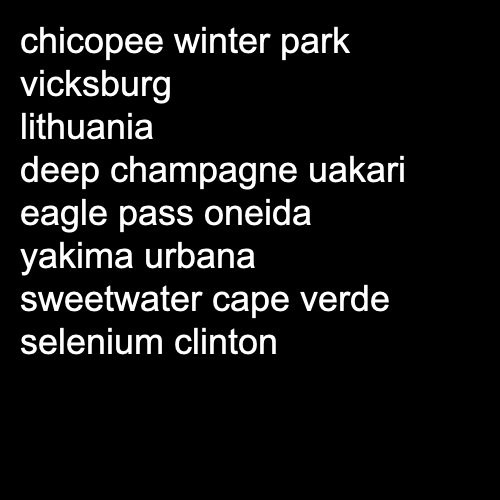 chicopee winter park
vicksburg
lithuania
deep champagne uakari
eagle pass oneida
yakima urbana
sweetwater cape verde
selenium clinton